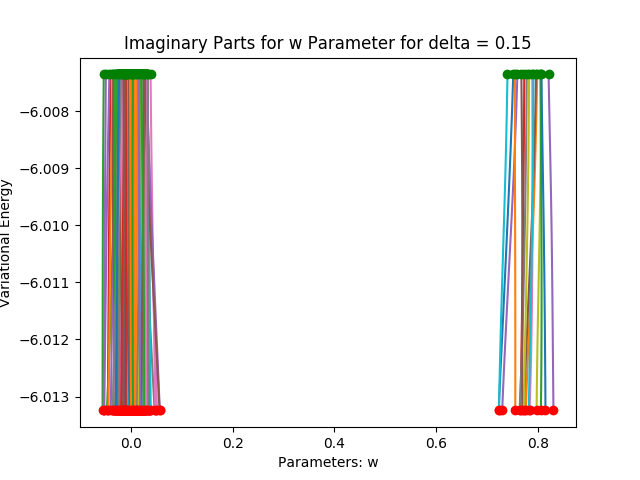 Imaginary Parts for w Parameter for delta = 0.15
Variational Energy
−6.008
−6.009
−6.010
−6.011
−6.012
−6.013
0.0 0.2 0.4 0.6 0.8
Parameters: w